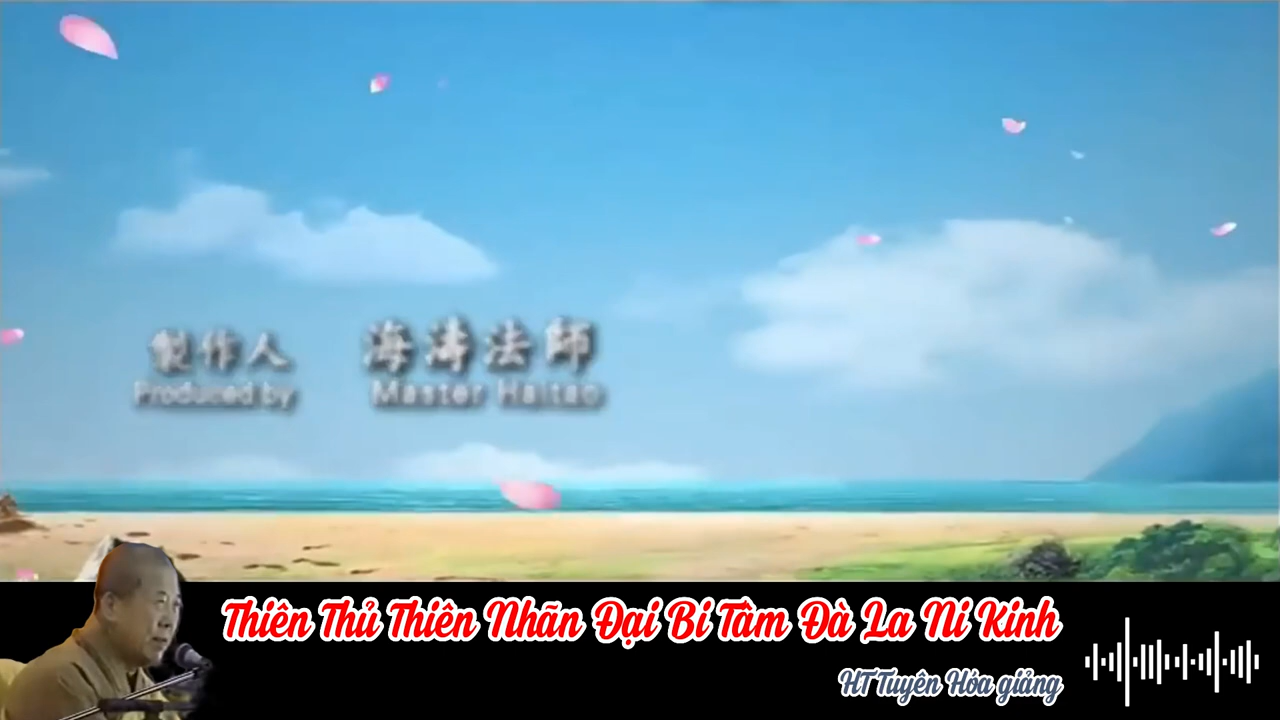 製作人 海濤法師
Produced by Master Haitao
Thiên Thủ Thiên Nhãn Đại Bi Tâm Đà La Ni Kinh
HT Tuyên Hóa giảng